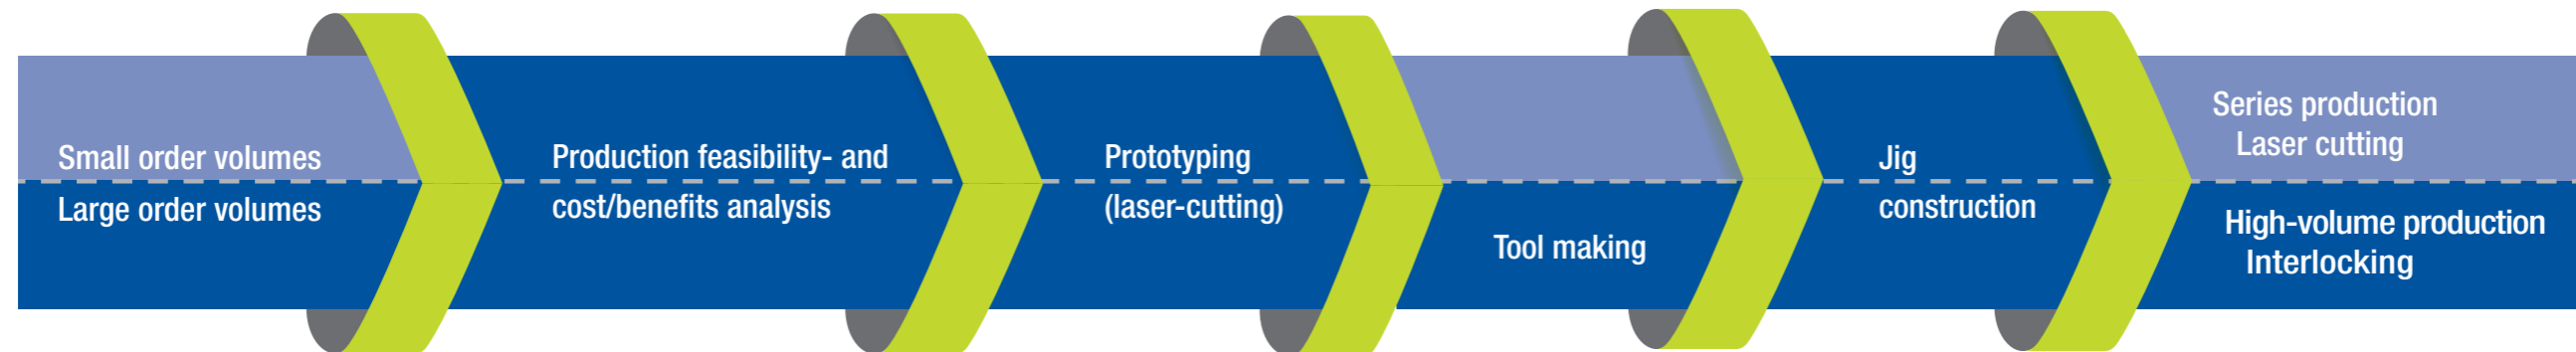 Small order volumes
Large order volumes
Production feasibility- and
cost/benefits analysis
Prototyping
(laser-cutting)
Tool making
Jig
construction
Series production
Laser cutting
High-volume production
Interlocking